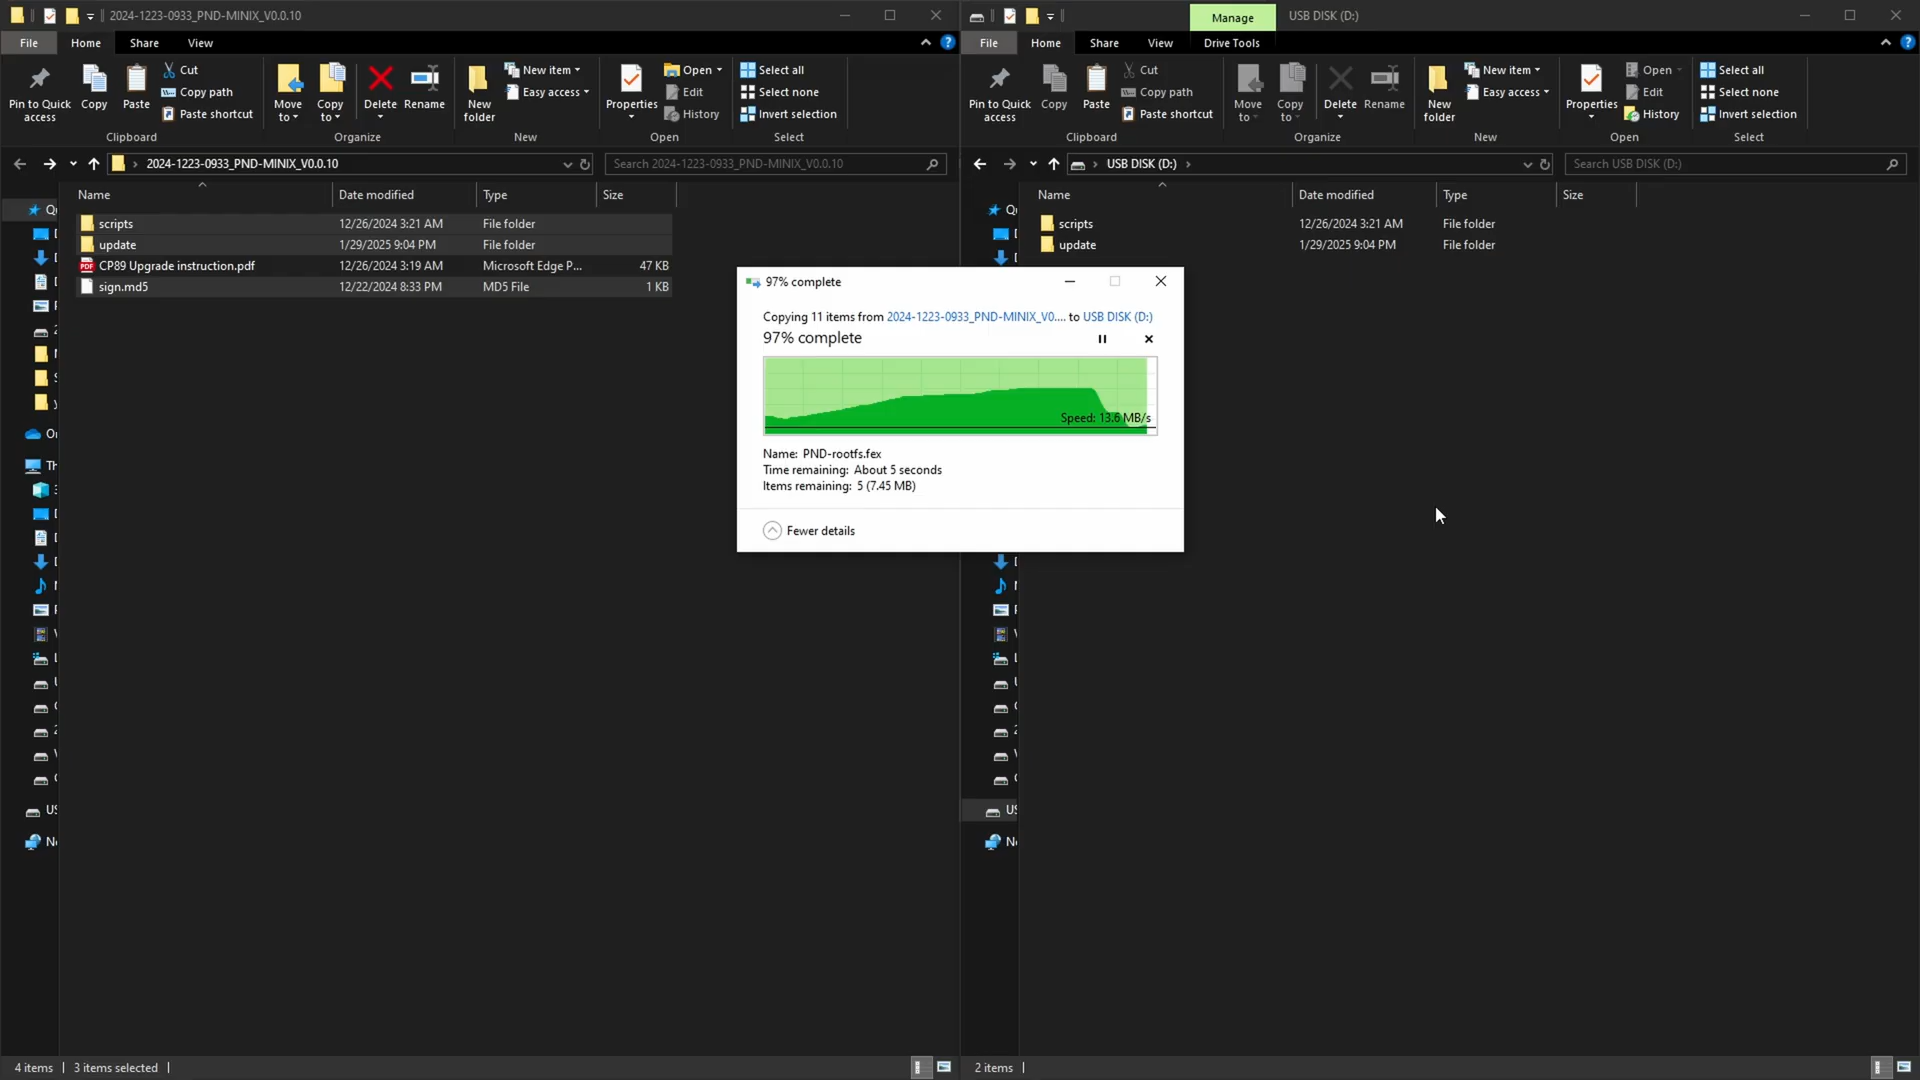 2024-1223-0933_PND-MINIX_V0.0.10
File Home Share View
Pin to Quick access
Copy
Paste
Cut
Copy path
Paste shortcut
Clipboard
Move to
Copy to
Delete
Rename
Organize
New folder
New item
Easy access
New
Properties
Open
Edit
History
Open
Select all
Select none
Invert selection
Select
2024-1223-0933_PND-MINIX_V0.0.10
Search 2024-1223-0933_PND-MINIX_V0.0.10
Name Date modified Type Size
scripts 12/26/2024 3:21 AM File folder
update 1/29/2025 9:04 PM File folder
CP89 Upgrade instruction.pdf 12/26/2024 3:19 AM Microsoft Edge P... 47 KB
sign.md5 12/22/2024 8:33 PM MD5 File 1 KB
4 items 3 items selected
Manage USB DISK (D:)
File Home Share View Drive Tools
Pin to Quick access
Copy
Paste
Cut
Copy path
Paste shortcut
Clipboard
Move to
Copy to
Delete
Rename
Organize
New folder
New item
Easy access
New
Properties
Open
Edit
History
Open
Select all
Select none
Invert selection
Select
USB DISK (D:)
Search USB DISK (D:)
Name Date modified Type Size
scripts 12/26/2024 3:21 AM File folder
update 1/29/2025 9:04 PM File folder
2 items
97% complete
Copying 11 items from 2024-1223-0933_PND-MINIX_V0.... to USB DISK (D:)
97% complete
Speed: 13.6 MB/s
Name: PND-rootfs.fex
Time remaining: About 5 seconds
Items remaining: 5 (7.45 MB)
Fewer details